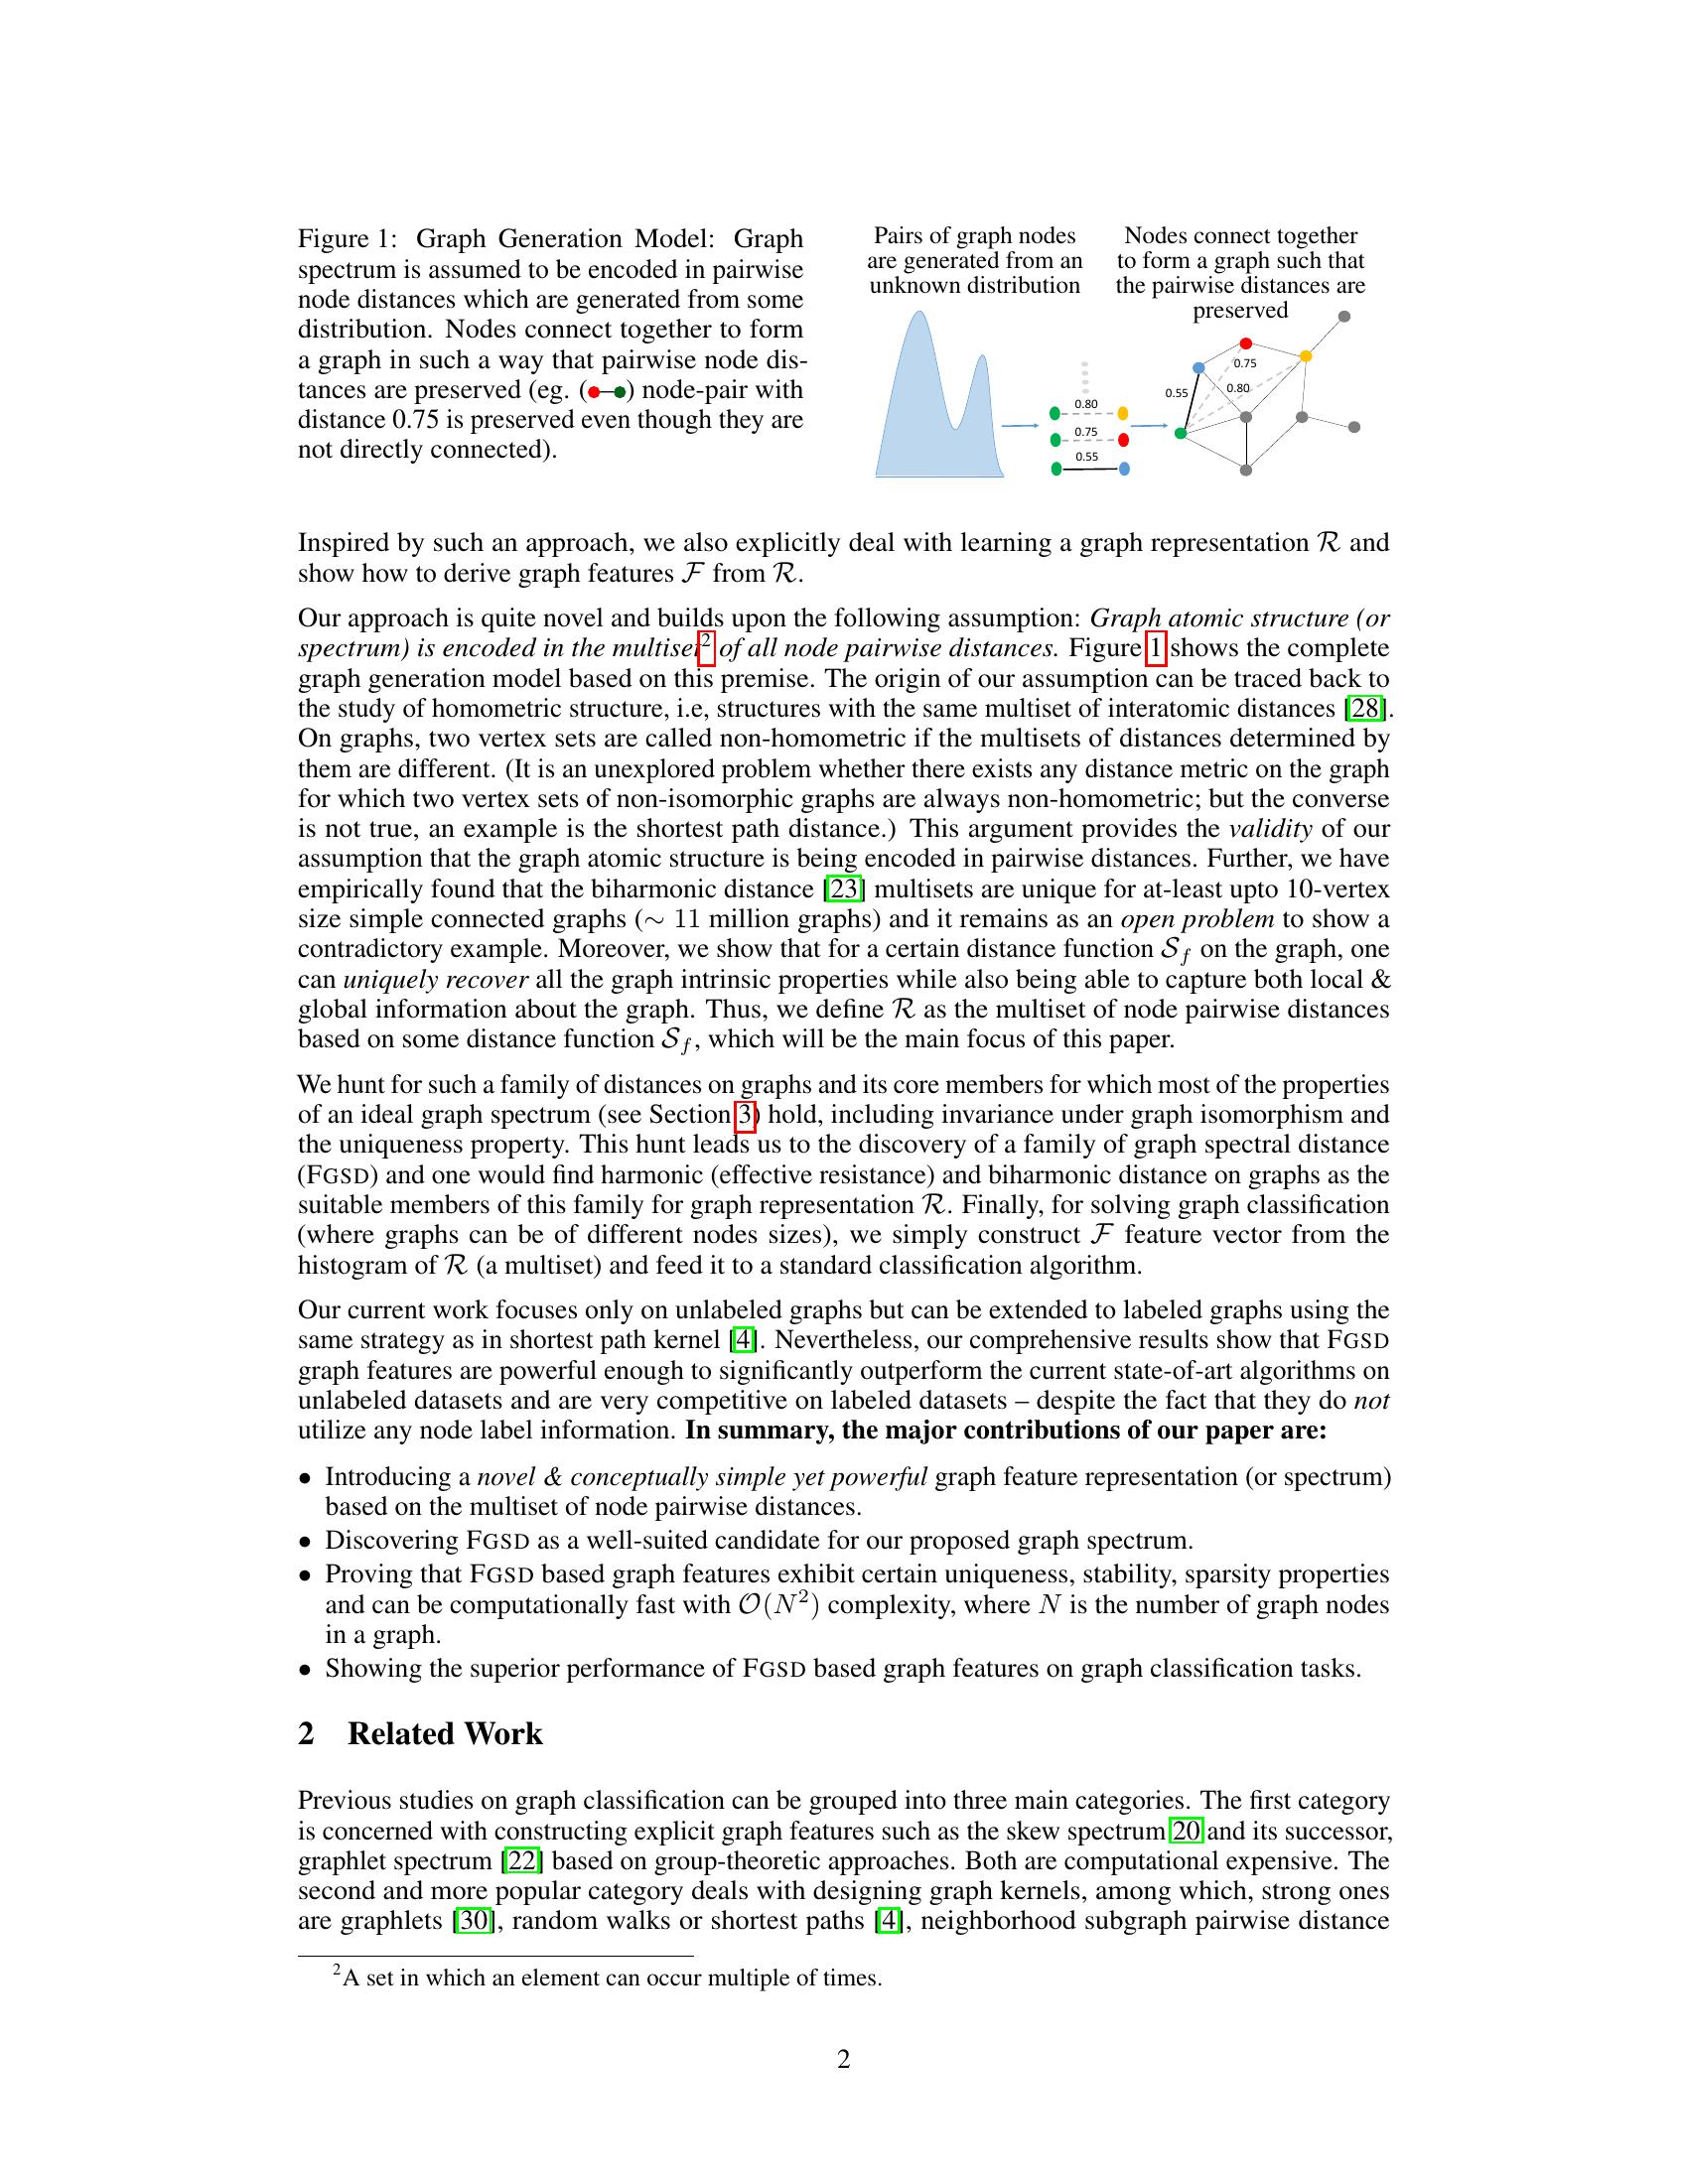 Figure 1: Graph Generation Model: Graph
spectrum is assumed to be encoded in pairwise
node distances which are generated from some
distribution. Nodes connect together to form
a graph in such a way that pairwise node dis-
tances are preserved (eg. (●–●) node-pair with
distance 0.75 is preserved even though they are
not directly connected).
Pairs of graph nodes
are generated from an
unknown distribution
Nodes connect together
to form a graph such that
the pairwise distances are
preserved
0.80
0.75
0.55
0.75
0.80
0.55
Inspired by such an approach, we also explicitly deal with learning a graph representation ℛ and
show how to derive graph features ℱ from ℛ.
Our approach is quite novel and builds upon the following assumption: Graph atomic structure (or
spectrum) is encoded in the multiset² of all node pairwise distances. Figure 1 shows the complete
graph generation model based on this premise. The origin of our assumption can be traced back to
the study of homometric structure, i.e, structures with the same multiset of interatomic distances [28].
On graphs, two vertex sets are called non-homometric if the multisets of distances determined by
them are different. (It is an unexplored problem whether there exists any distance metric on the graph
for which two vertex sets of non-isomorphic graphs are always non-homometric; but the converse
is not true, an example is the shortest path distance.) This argument provides the validity of our
assumption that the graph atomic structure is being encoded in pairwise distances. Further, we have
empirically found that the biharmonic distance [23] multisets are unique for at-least upto 10-vertex
size simple connected graphs (∼ 11 million graphs) and it remains as an open problem to show a
contradictory example. Moreover, we show that for a certain distance function 𝒮_f on the graph, one
can uniquely recover all the graph intrinsic properties while also being able to capture both local &
global information about the graph. Thus, we define ℛ as the multiset of node pairwise distances
based on some distance function 𝒮_f, which will be the main focus of this paper.
We hunt for such a family of distances on graphs and its core members for which most of the properties
of an ideal graph spectrum (see Section 3) hold, including invariance under graph isomorphism and
the uniqueness property. This hunt leads us to the discovery of a family of graph spectral distance
(FGSD) and one would find harmonic (effective resistance) and biharmonic distance on graphs as the
suitable members of this family for graph representation ℛ. Finally, for solving graph classification
(where graphs can be of different nodes sizes), we simply construct ℱ feature vector from the
histogram of ℛ (a multiset) and feed it to a standard classification algorithm.
Our current work focuses only on unlabeled graphs but can be extended to labeled graphs using the
same strategy as in shortest path kernel [4]. Nevertheless, our comprehensive results show that FGSD
graph features are powerful enough to significantly outperform the current state-of-art algorithms on
unlabeled datasets and are very competitive on labeled datasets – despite the fact that they do not
utilize any node label information. In summary, the major contributions of our paper are:
• Introducing a novel & conceptually simple yet powerful graph feature representation (or spectrum)
based on the multiset of node pairwise distances.
• Discovering FGSD as a well-suited candidate for our proposed graph spectrum.
• Proving that FGSD based graph features exhibit certain uniqueness, stability, sparsity properties
and can be computationally fast with 𝒪(N²) complexity, where N is the number of graph nodes
in a graph.
• Showing the superior performance of FGSD based graph features on graph classification tasks.
2 Related Work
Previous studies on graph classification can be grouped into three main categories. The first category
is concerned with constructing explicit graph features such as the skew spectrum 20 and its successor,
graphlet spectrum [22] based on group-theoretic approaches. Both are computational expensive. The
second and more popular category deals with designing graph kernels, among which, strong ones
are graphlets [30], random walks or shortest paths [4], neighborhood subgraph pairwise distance
²A set in which an element can occur multiple of times.
2